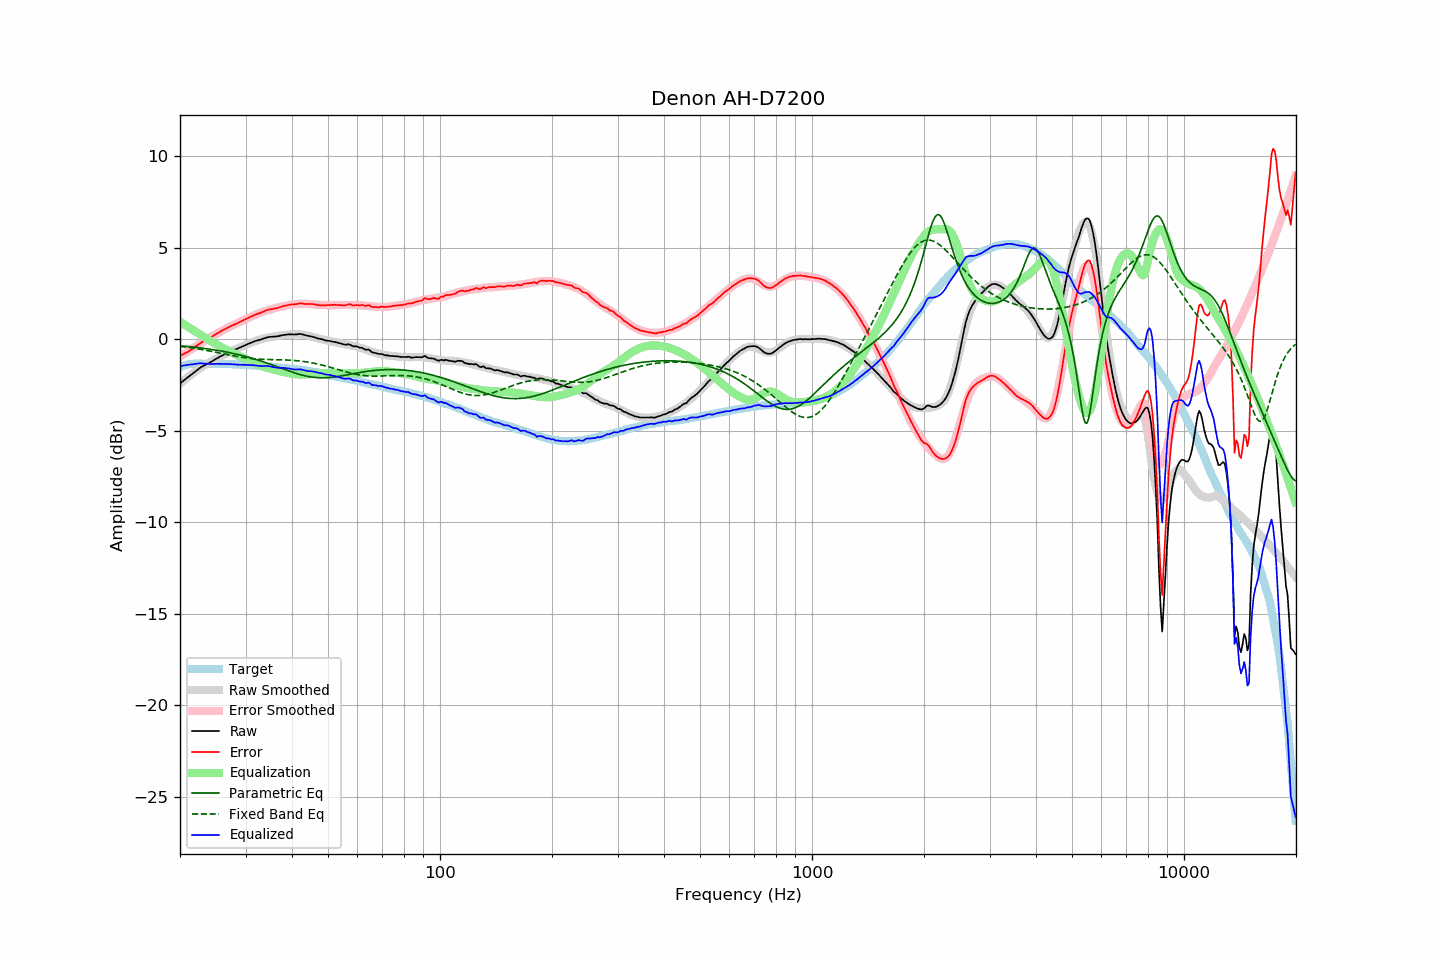 Denon AH-D7200
Amplitude (dBr)
10
5
0
−5
−10
−15
−20
−25
Target
Raw Smoothed
Error Smoothed
Raw
Error
Equalization
Parametric Eq
Fixed Band Eq
Equalized
100
1000
10000
Frequency (Hz)